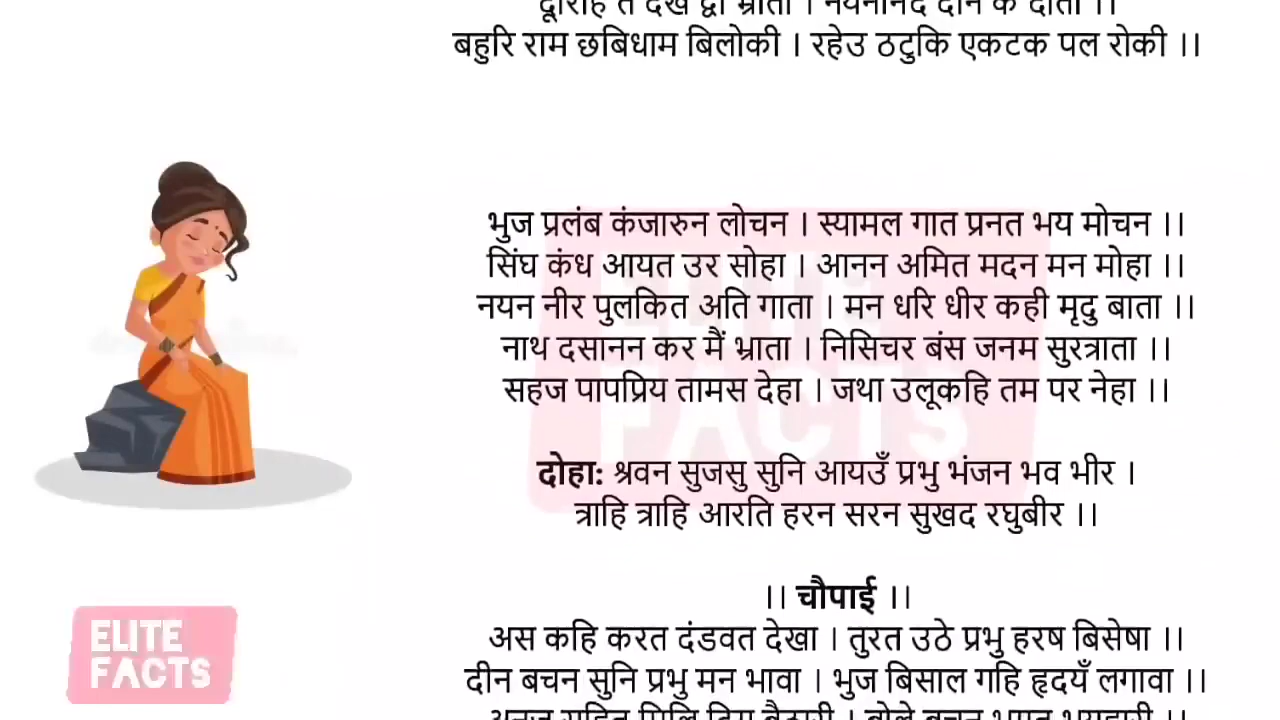 बहुरि राम छबिधाम बिलोकी । रहेउ ठटुकि एकटक पल रोकी ।।
भुज प्रलंब कंजारुन लोचन । स्यामल गात प्रनत भय मोचन ।।
सिंघ कंध आयत उर सोहा । आनन अमित मदन मन मोहा ।।
नयन नीर पुलकित अति गाता । मन धरि धीर कही मृदु बाता ।।
नाथ दसानन कर मैं भ्राता । निसिचर बंस जनम सुरत्राता ।।
सहज पापप्रिय तामस देहा । जथा उलूकहि तम पर नेहा ।।
दोहा: श्रवन सुजसु सुनि आयउँ प्रभु भंजन भव भीर ।
त्राहि त्राहि आरति हरन सरन सुखद रघुबीर ।।
।। चौपाई ।।
अस कहि करत दंडवत देखा । तुरत उठे प्रभु हरष बिसेषा ।।
दीन बचन सुनि प्रभु मन भावा । भुज बिसाल गहि हृदयँ लगावा ।।
ELITE
FACTS